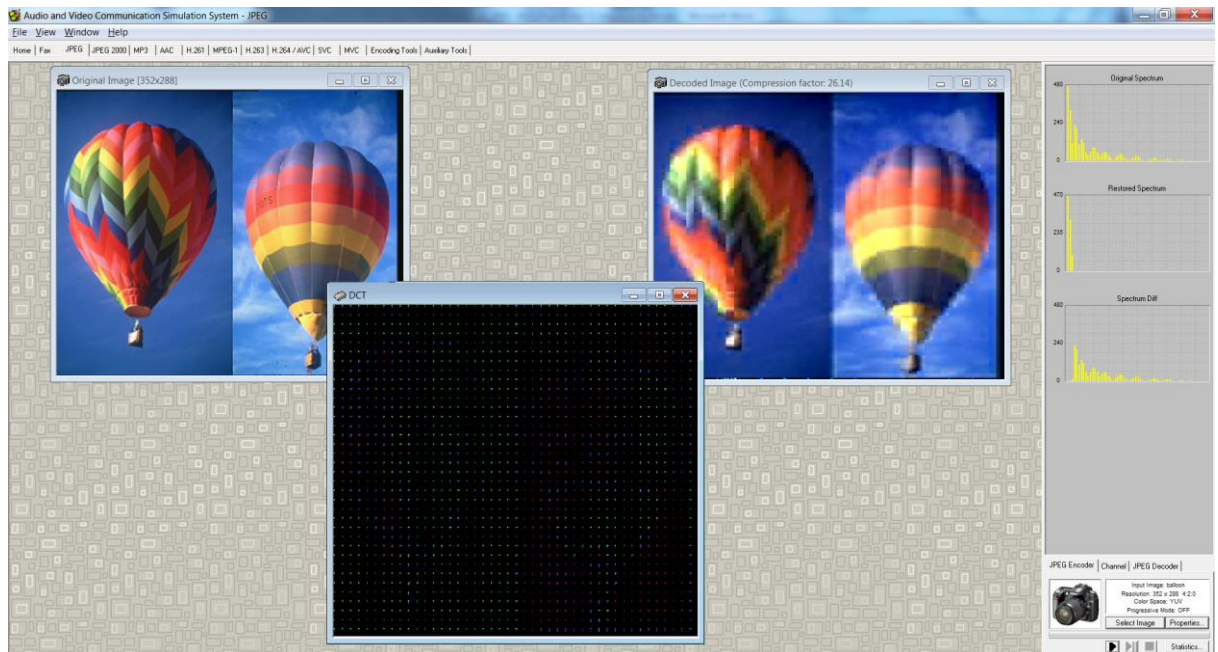 Audio and Video Communication Simulation System - JPEG
File View Window Help
Home | Fax JPEG | JPEG 2000 | MP3 | AAC | H.261 | MPEG-1 | H.263 | H.264 / AVC | SVC | MVC | Encoding Tools | Auxiliary Tools |
Original Image [352x288]
Decoded Image (Compression factor: 26.14)
DCT
Original Spectrum
480
240
0
Restored Spectrum
470
235
0
Spectrum Diff
480
240
0
JPEG Encoder | Channel | JPEG Decoder |
Input Image: balloon
Resolution: 352 x 288 4:2:0
Color Space: YUV
Progressive Mode: OFF
Select Image Properties...
Statistics...